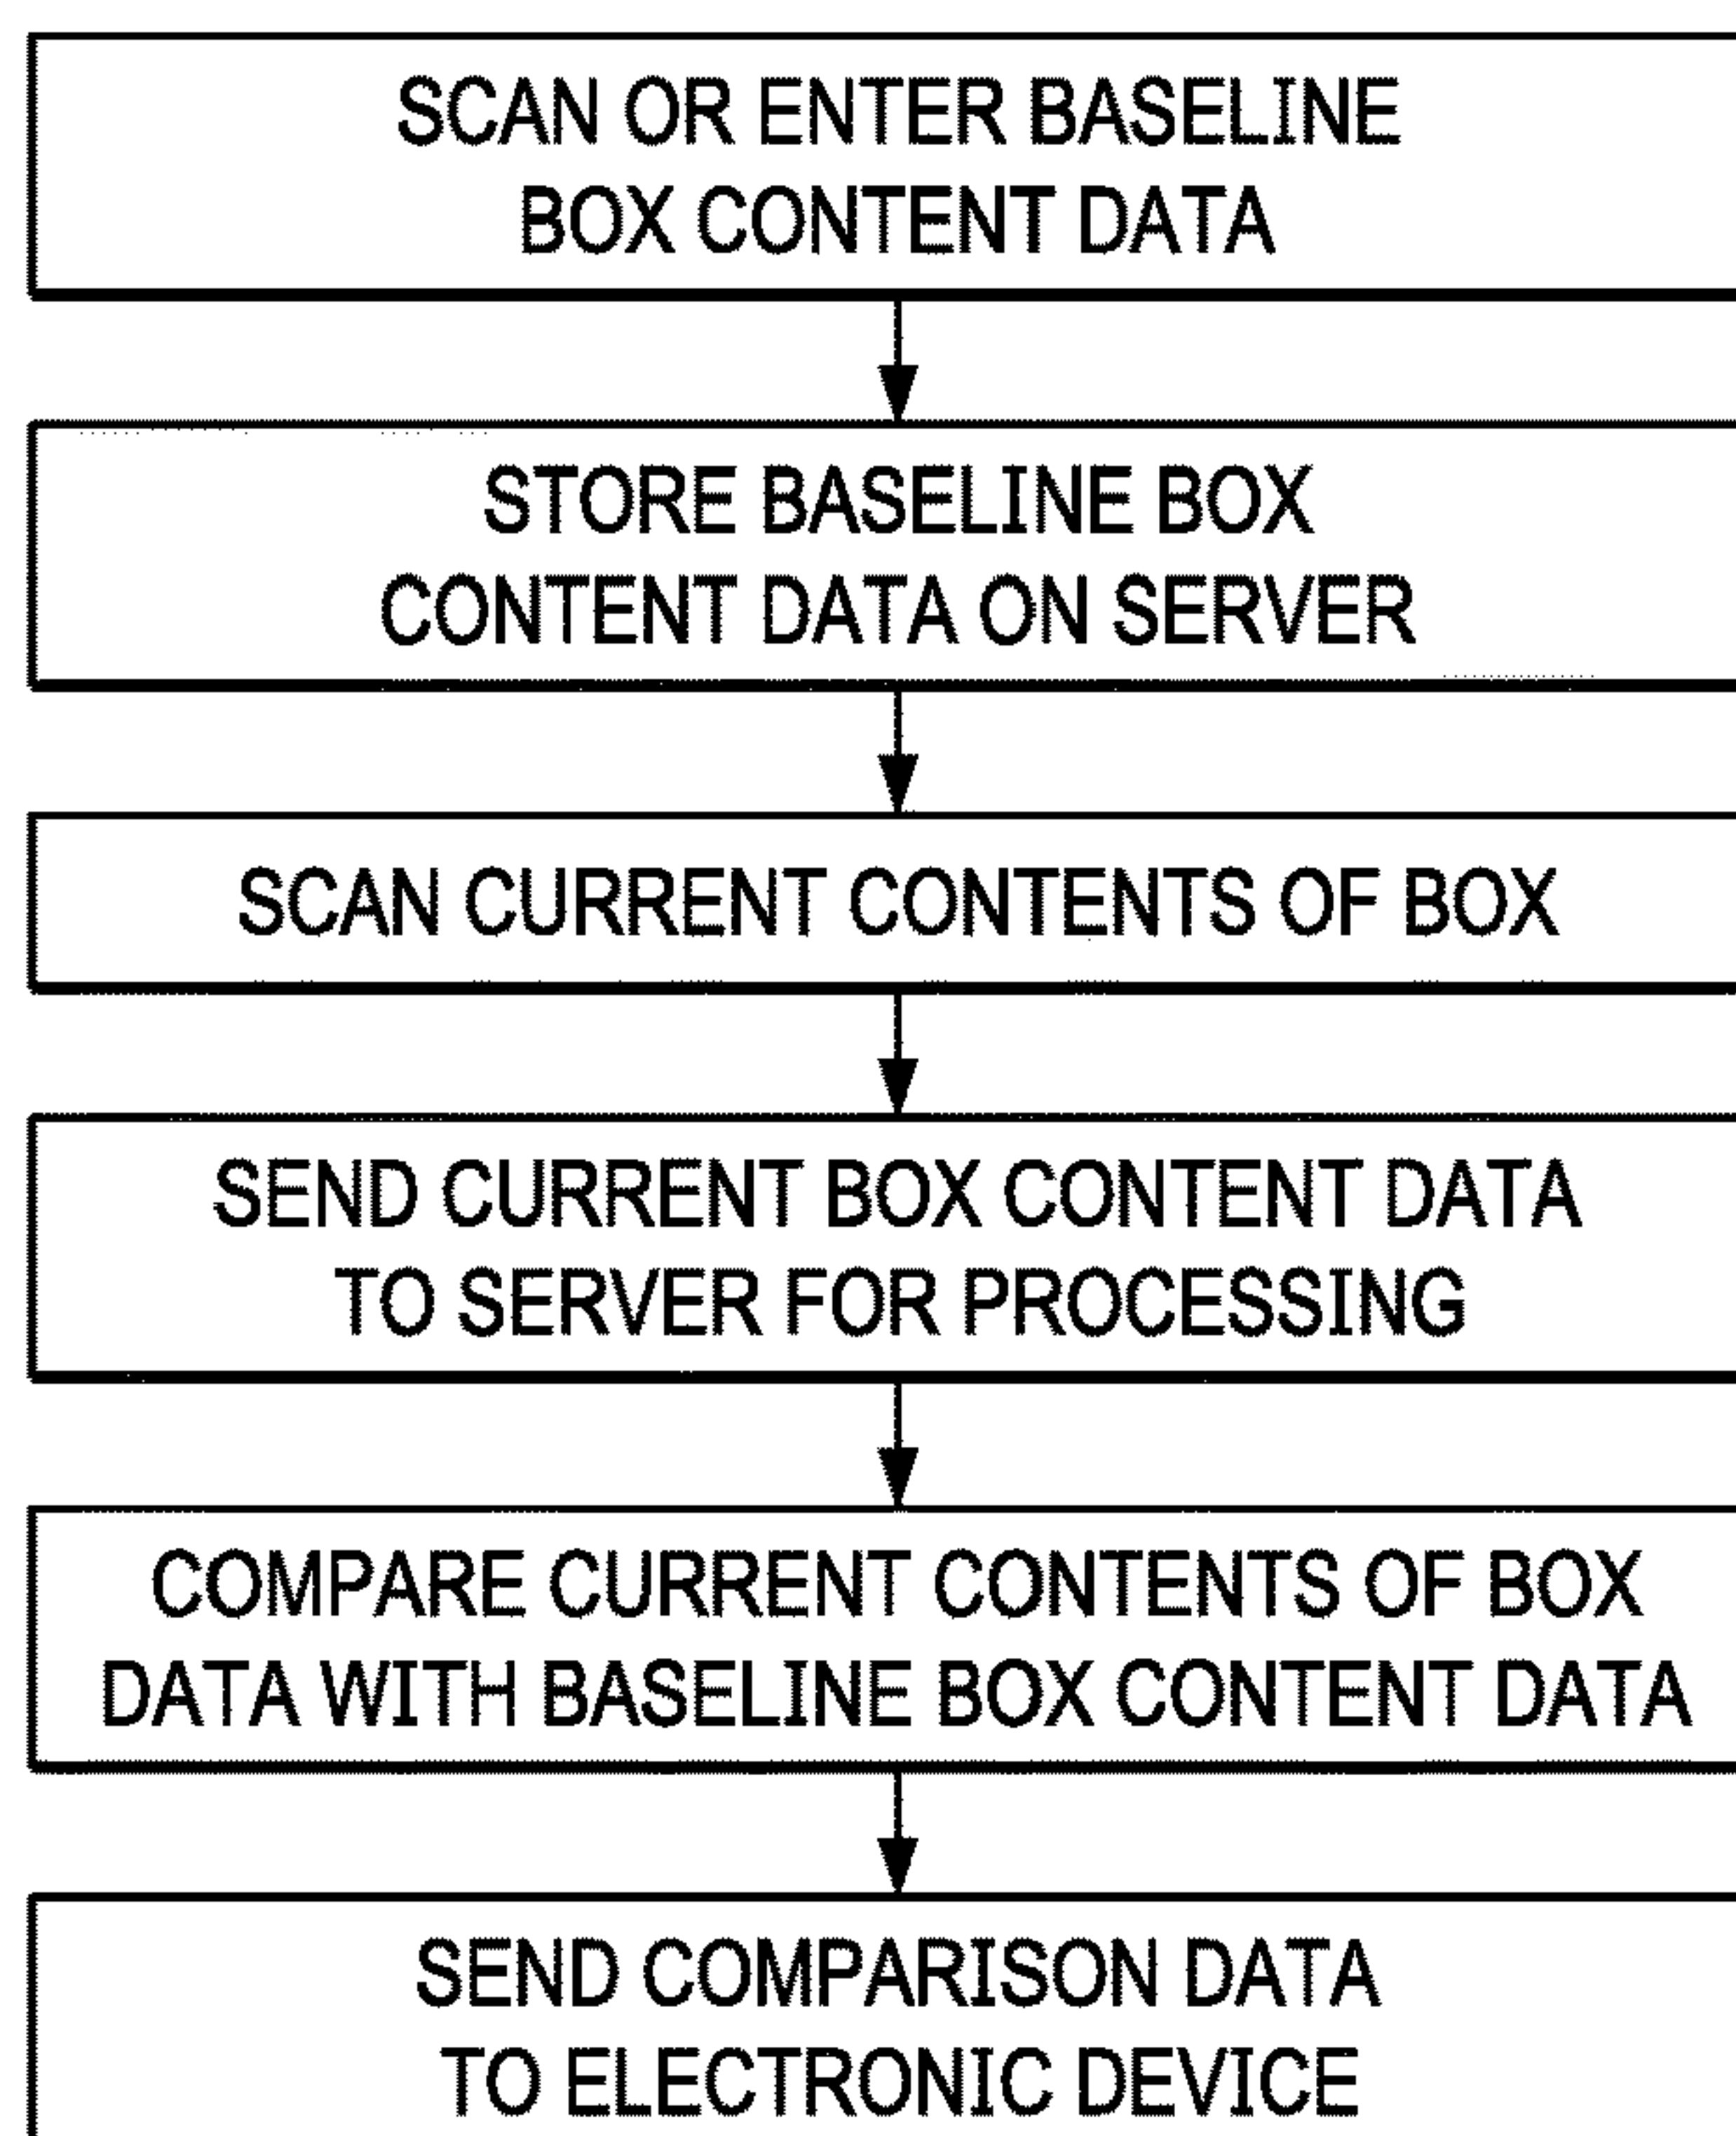 SCAN OR ENTER BASELINE
BOX CONTENT DATA
STORE BASELINE BOX
CONTENT DATA ON SERVER
SCAN CURRENT CONTENTS OF BOX
SEND CURRENT BOX CONTENT DATA
TO SERVER FOR PROCESSING
COMPARE CURRENT CONTENTS OF BOX
DATA WITH BASELINE BOX CONTENT DATA
SEND COMPARISON DATA
TO ELECTRONIC DEVICE